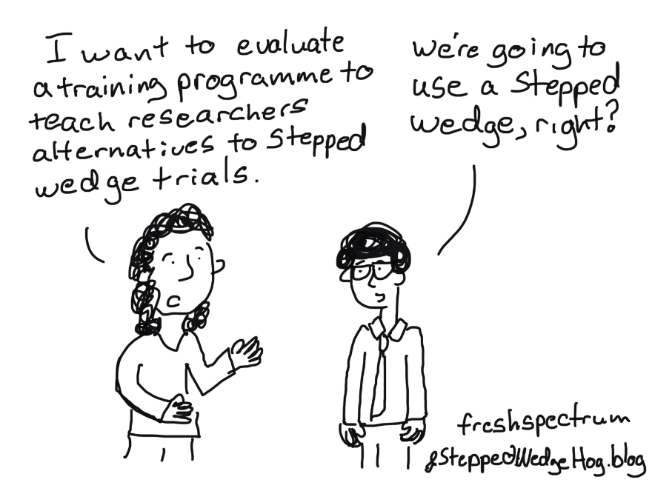 I want to evaluate
a training programme to
teach researchers
alternatives to Stepped
wedge trials.
we're going to
use a Stepped
wedge, right?
freshspectrum
&SteppedWedgeHog.blog